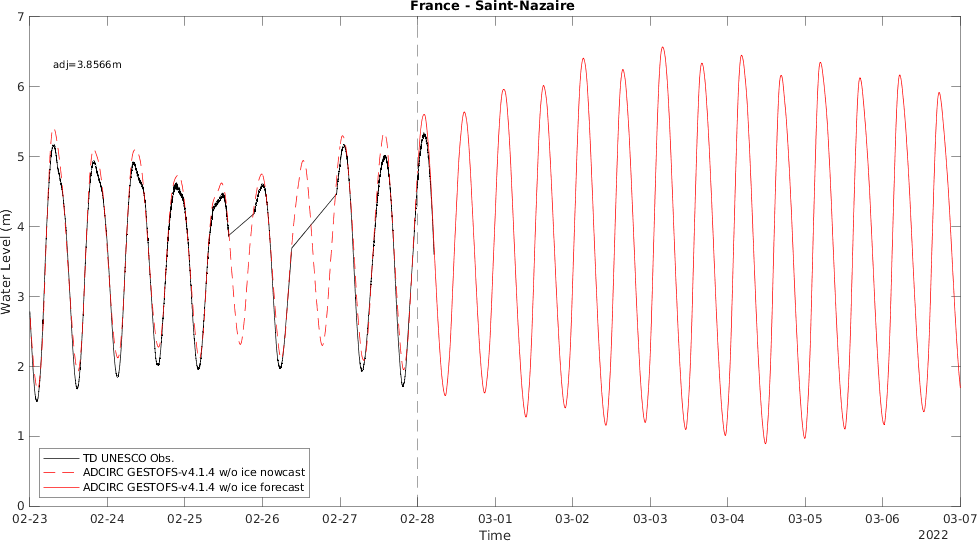 France - Saint-Nazaire
adj=3.8566m
7
6
5
4
3
2
1
0
Water Level (m)
TD UNESCO Obs.
ADCIRC GESTOFS-v4.1.4 w/o ice nowcast
ADCIRC GESTOFS-v4.1.4 w/o ice forecast
02-23 02-24 02-25 02-26 02-27 02-28 03-01 03-02 03-03 03-04 03-05 03-06 03-07
Time
2022